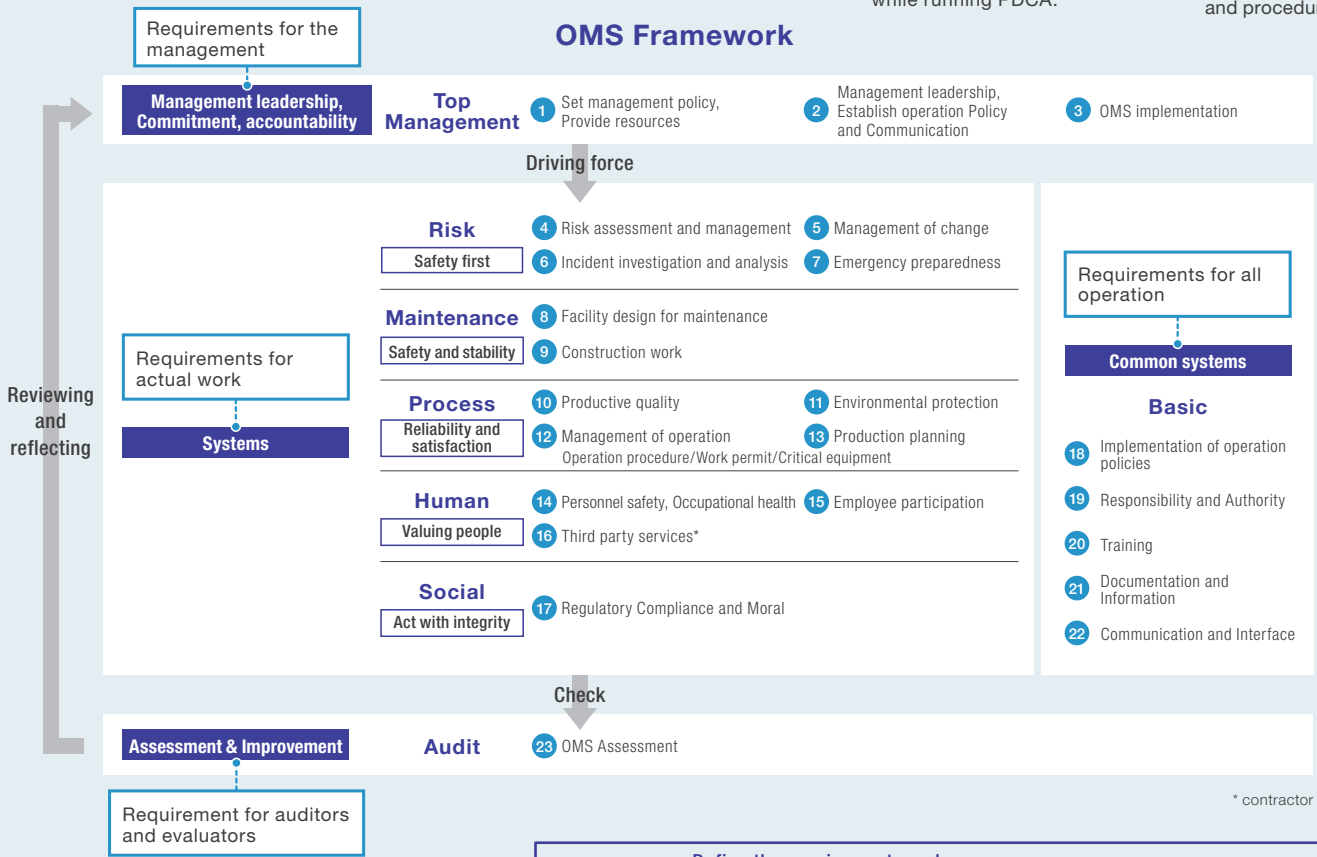 while running PDCA.
and procedur
OMS Framework
Requirements for the
management
Management leadership,
Commitment, accountability
Top
Management
1 Set management policy,
Provide resources
2 Management leadership,
Establish operation Policy
and Communication
3 OMS implementation
Driving force
Reviewing
and
reflecting
Requirements for
actual work
Systems
Risk
Safety first
4 Risk assessment and management
5 Management of change
6 Incident investigation and analysis
7 Emergency preparedness
Maintenance
Safety and stability
8 Facility design for maintenance
9 Construction work
Process
Reliability and
satisfaction
10 Productive quality
11 Environmental protection
12 Management of operation
13 Production planning
Operation procedure/Work permit/Critical equipment
Human
Valuing people
14 Personnel safety, Occupational health
15 Employee participation
16 Third party services*
Social
Act with integrity
17 Regulatory Compliance and Moral
Requirements for all
operation
Common systems
Basic
18 Implementation of operation
policies
19 Responsibility and Authority
20 Training
21 Documentation and
Information
22 Communication and Interface
Check
Assessment & Improvement
Audit
23 OMS Assessment
Requirement for auditors
and evaluators
* contractor